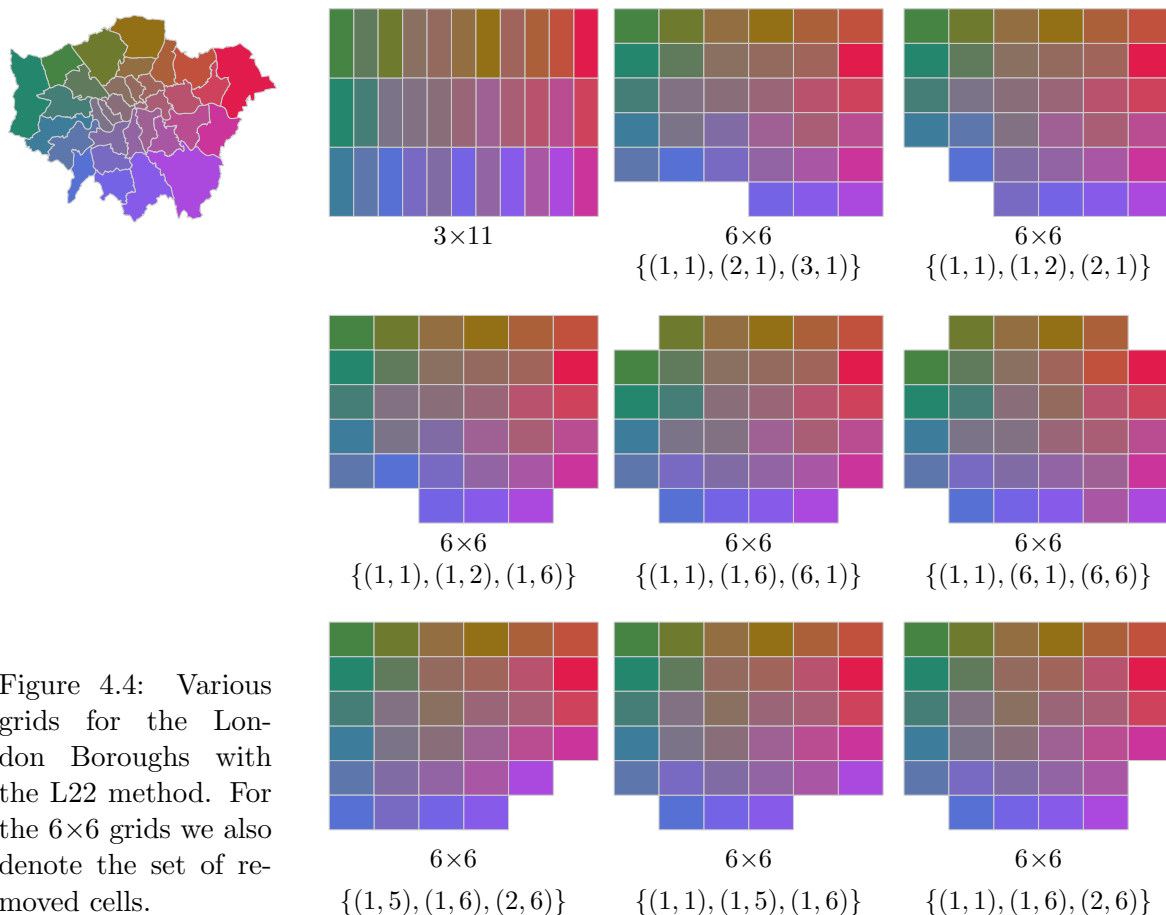 3×11
6×6
{(1, 1), (2, 1), (3, 1)}
6×6
{(1, 1), (1, 2), (2, 1)}
6×6
{(1, 1), (1, 2), (1, 6)}
6×6
{(1, 1), (1, 6), (6, 1)}
6×6
{(1, 1), (6, 1), (6, 6)}
Figure 4.4: Various
grids for the Lon-
don Boroughs with
the L22 method. For
the 6×6 grids we also
denote the set of re-
moved cells.
6×6
{(1, 5), (1, 6), (2, 6)}
6×6
{(1, 1), (1, 5), (1, 6)}
6×6
{(1, 1), (1, 6), (2, 6)}